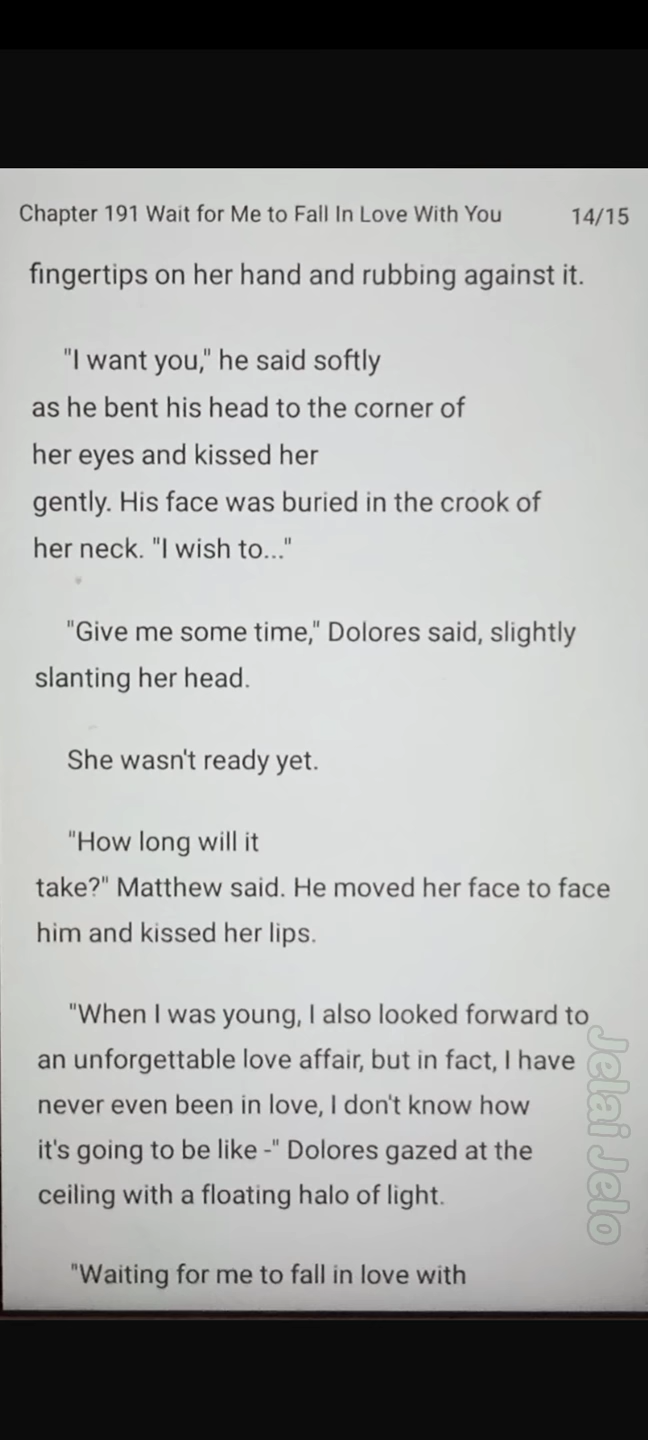 Chapter 191 Wait for Me to Fall In Love With You 14/15
fingertips on her hand and rubbing against it.
"I want you," he said softly
as he bent his head to the corner of
her eyes and kissed her
gently. His face was buried in the crook of
her neck. "I wish to..."
"Give me some time," Dolores said, slightly
slanting her head.
She wasn't ready yet.
"How long will it
take?" Matthew said. He moved her face to face
him and kissed her lips.
"When I was young, I also looked forward to
an unforgettable love affair, but in fact, I have
never even been in love, I don't know how
it's going to be like -" Dolores gazed at the
ceiling with a floating halo of light.
"Waiting for me to fall in love with
Jelai Jelo